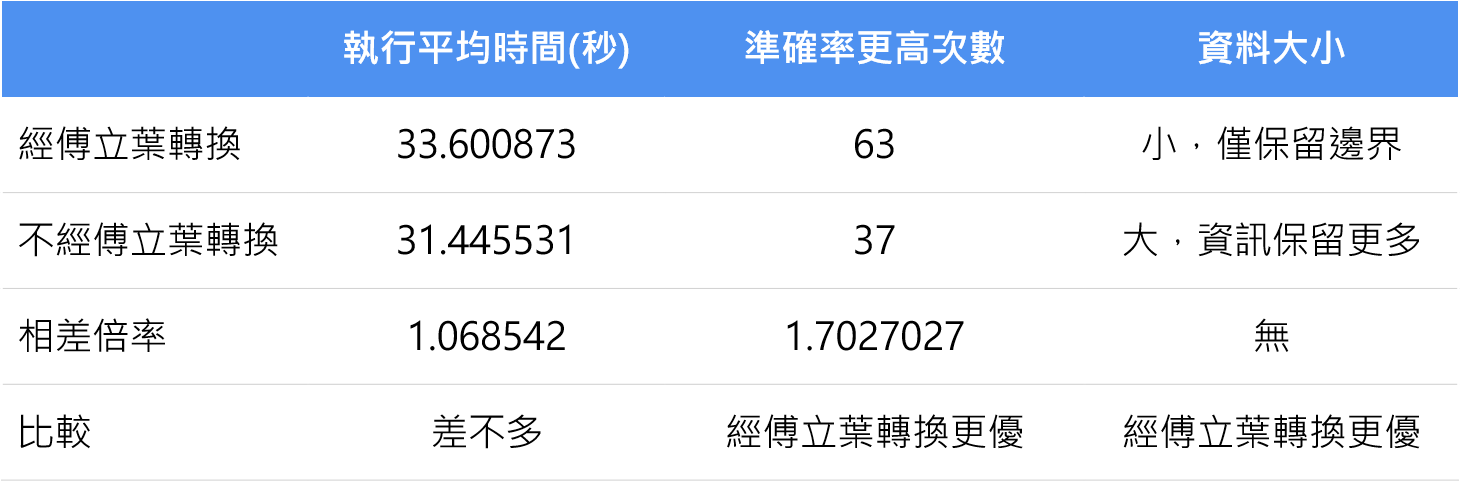 執行平均時間(秒) 準確率更高次數 資料大小
經傅立葉轉換 33.600873 63 小，僅保留邊界
不經傅立葉轉換 31.445531 37 大，資訊保留更多
相差倍率 1.068542 1.7027027 無
比較 差不多 經傅立葉轉換更優 經傅立葉轉換更優